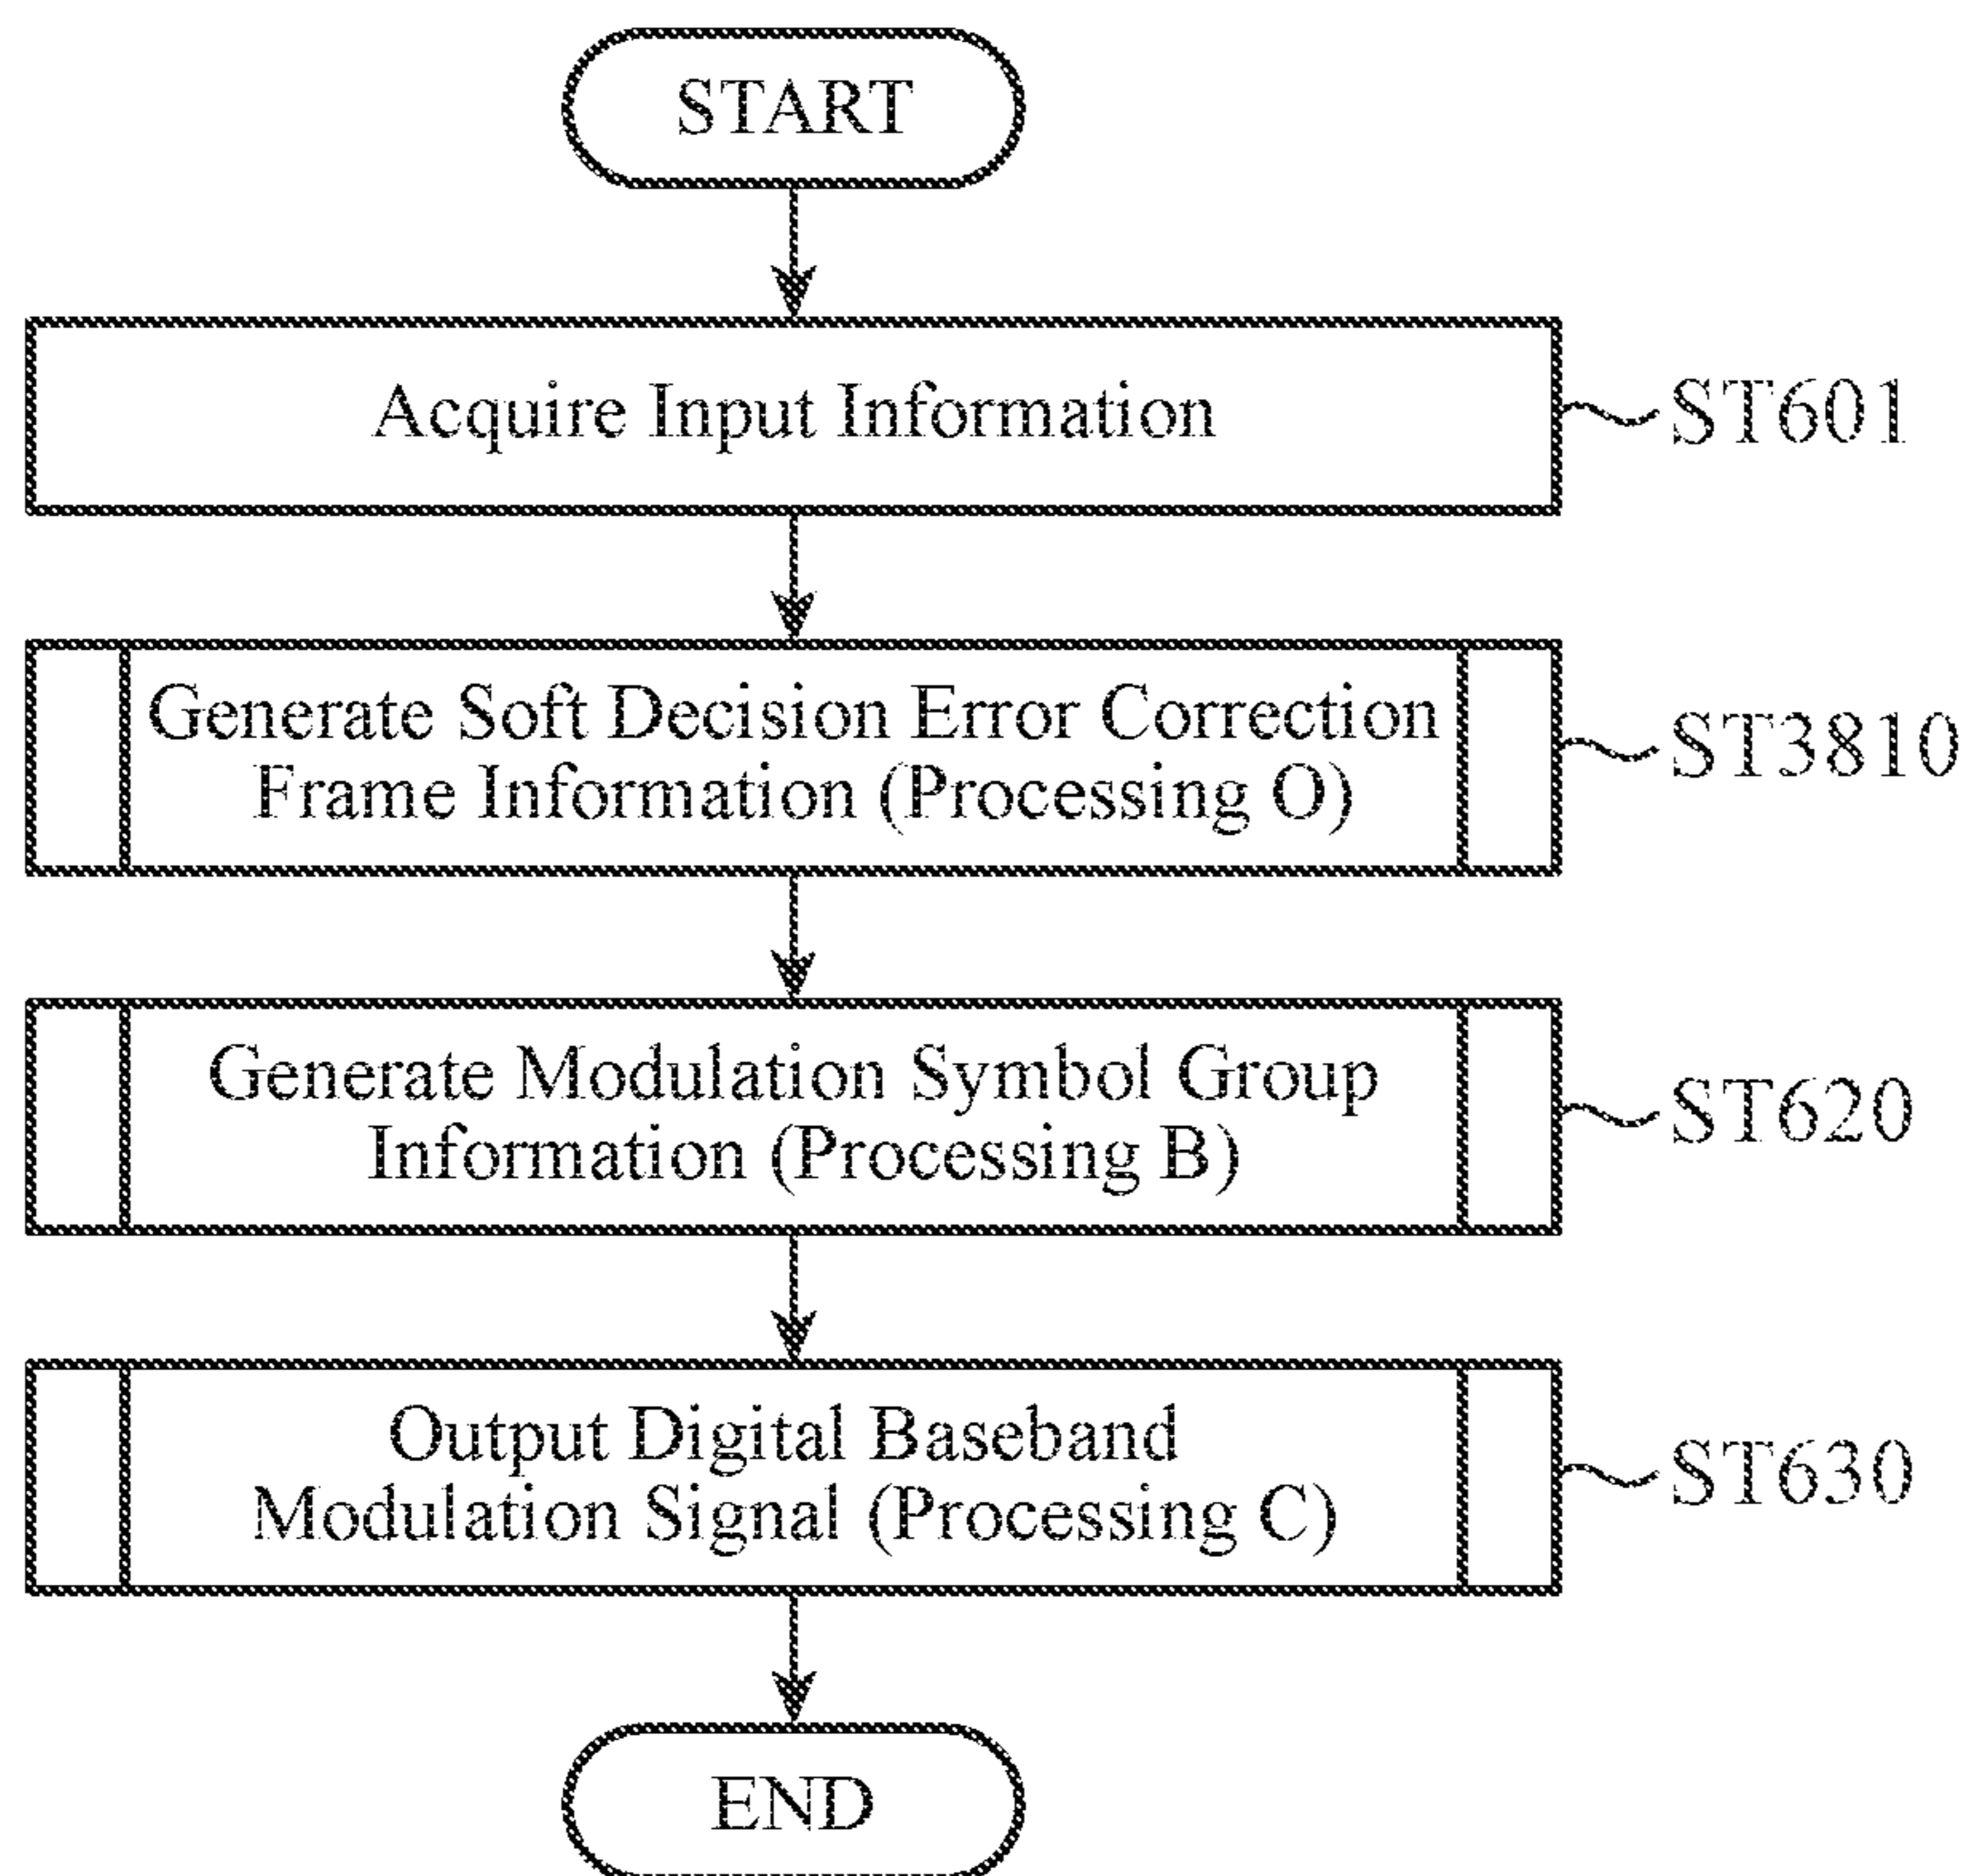 START
Acquire Input Information
ST601
Generate Soft Decision Error Correction
Frame Information (Processing O)
ST3810
Generate Modulation Symbol Group
Information (Processing B)
ST620
Output Digital Baseband
Modulation Signal (Processing C)
ST630
END